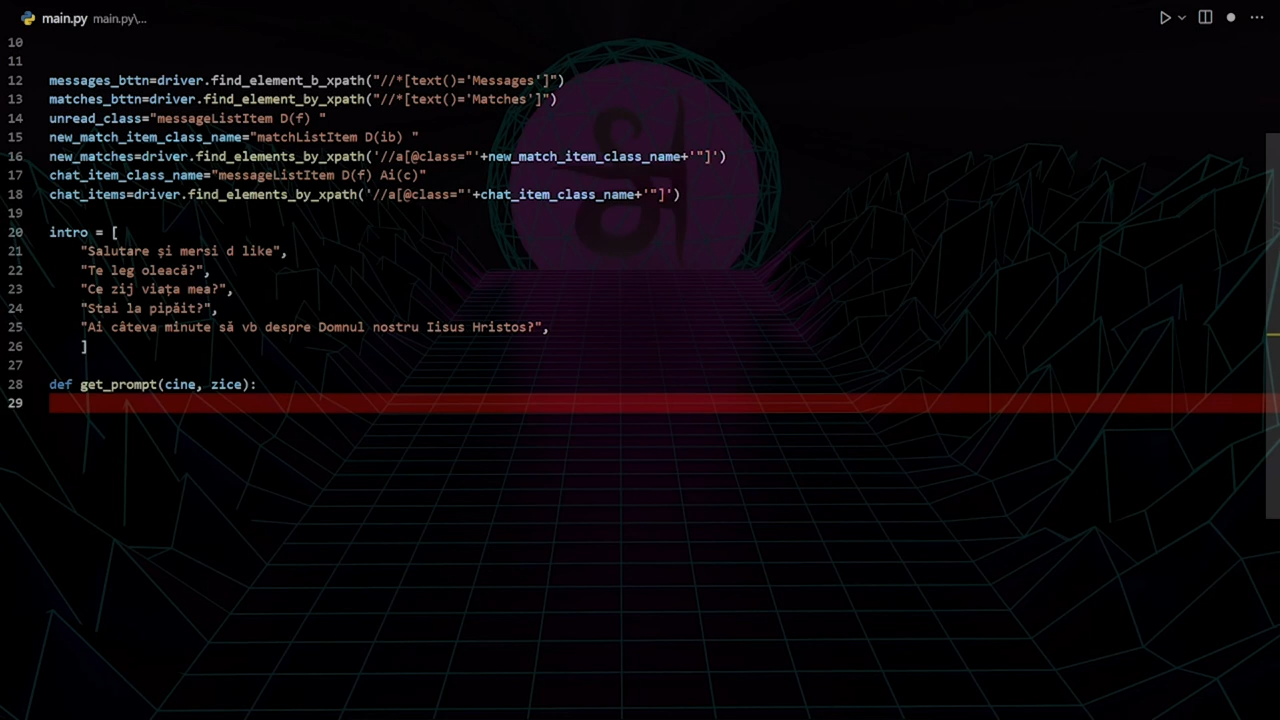 main.py main.py\...
10
11
12 messages_bttn=driver.find_element_b_xpath("//*[text()='Messages']")
13 matches_bttn=driver.find_element_by_xpath("//*[text()='Matches']")
14 unread_class="messageListItem D(f) "
15 new_match_item_class_name="matchListItem D(ib) "
16 new_matches=driver.find_elements_by_xpath('//a[@class="'+new_match_item_class_name+'"]')
17 chat_item_class_name="messageListItem D(f) Ai(c)"
18 chat_items=driver.find_elements_by_xpath('//a[@class="'+chat_item_class_name+'"]')
19
20 intro = [
21 "Salutare și mersi d like",
22 "Te leg oleacă?",
23 "Ce zij viața mea?",
24 "Stai la pipăit?",
25 "Ai câteva minute să vb despre Domnul nostru Iisus Hristos?",
26 ]
27
28 def get_prompt(cine, zice):
29